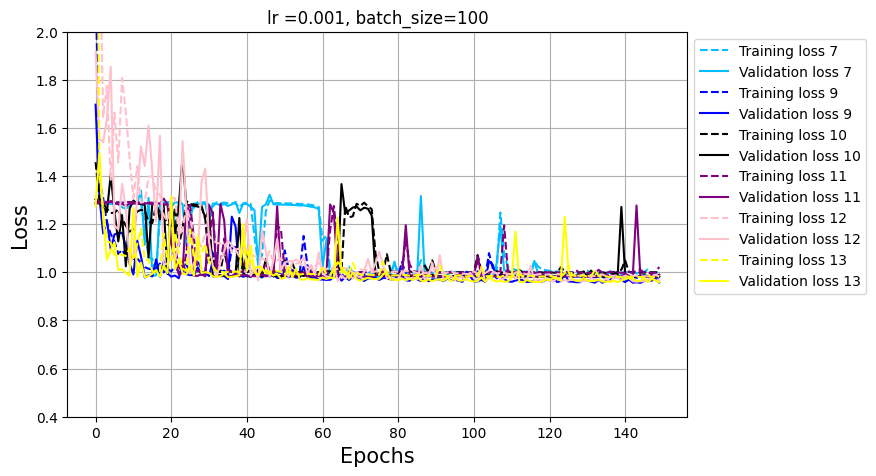 lr =0.001, batch_size=100
Loss
2.0
1.8
1.6
1.4
1.2
1.0
0.8
0.6
0.4
0
20
40
60
80
100
120
140
Epochs
Training loss 7
Validation loss 7
Training loss 9
Validation loss 9
Training loss 10
Validation loss 10
Training loss 11
Validation loss 11
Training loss 12
Validation loss 12
Training loss 13
Validation loss 13